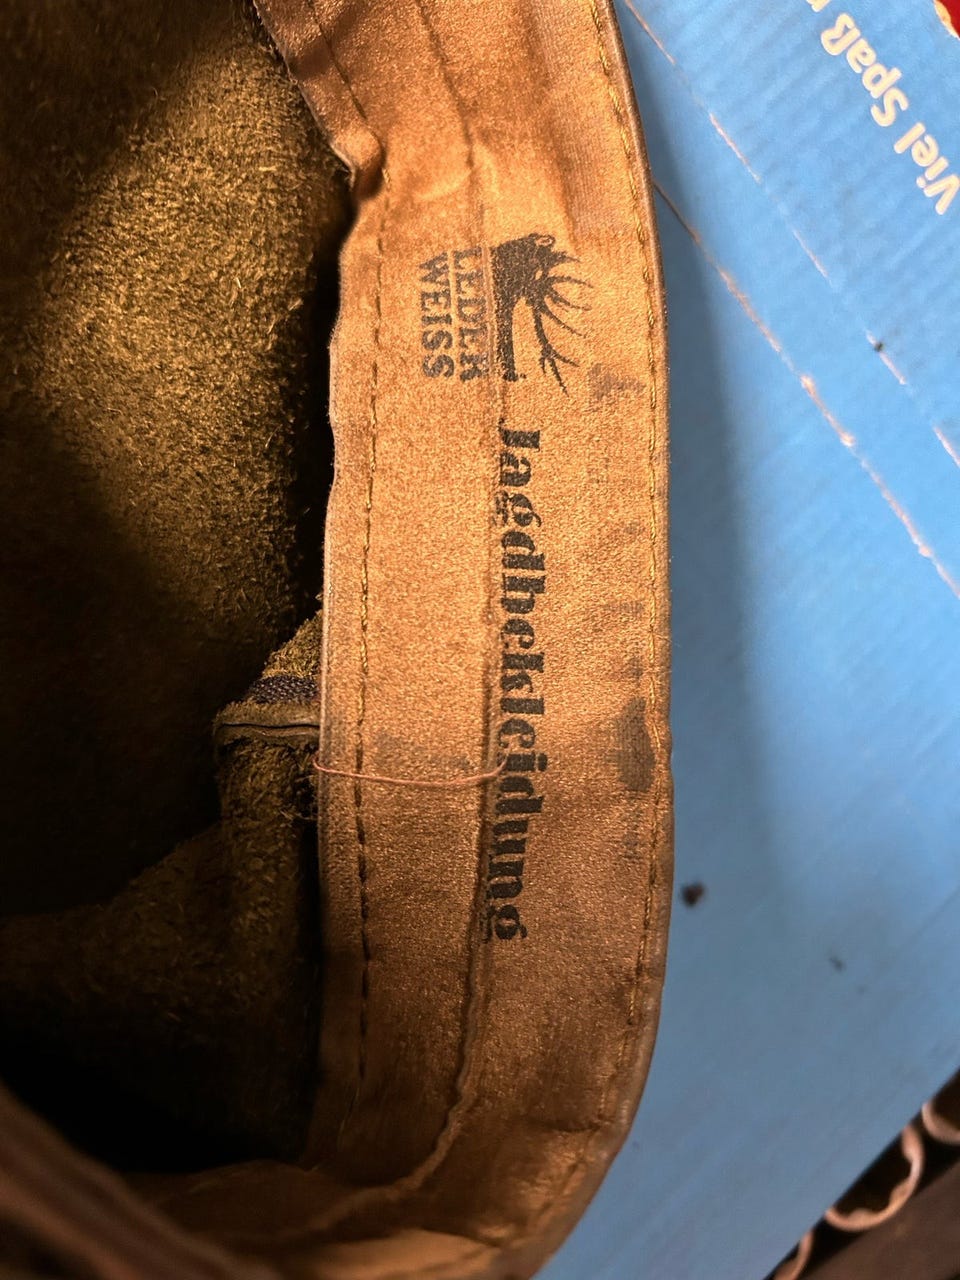 LEDER
WEISS
Jagdbekleidung
Viel Spaß